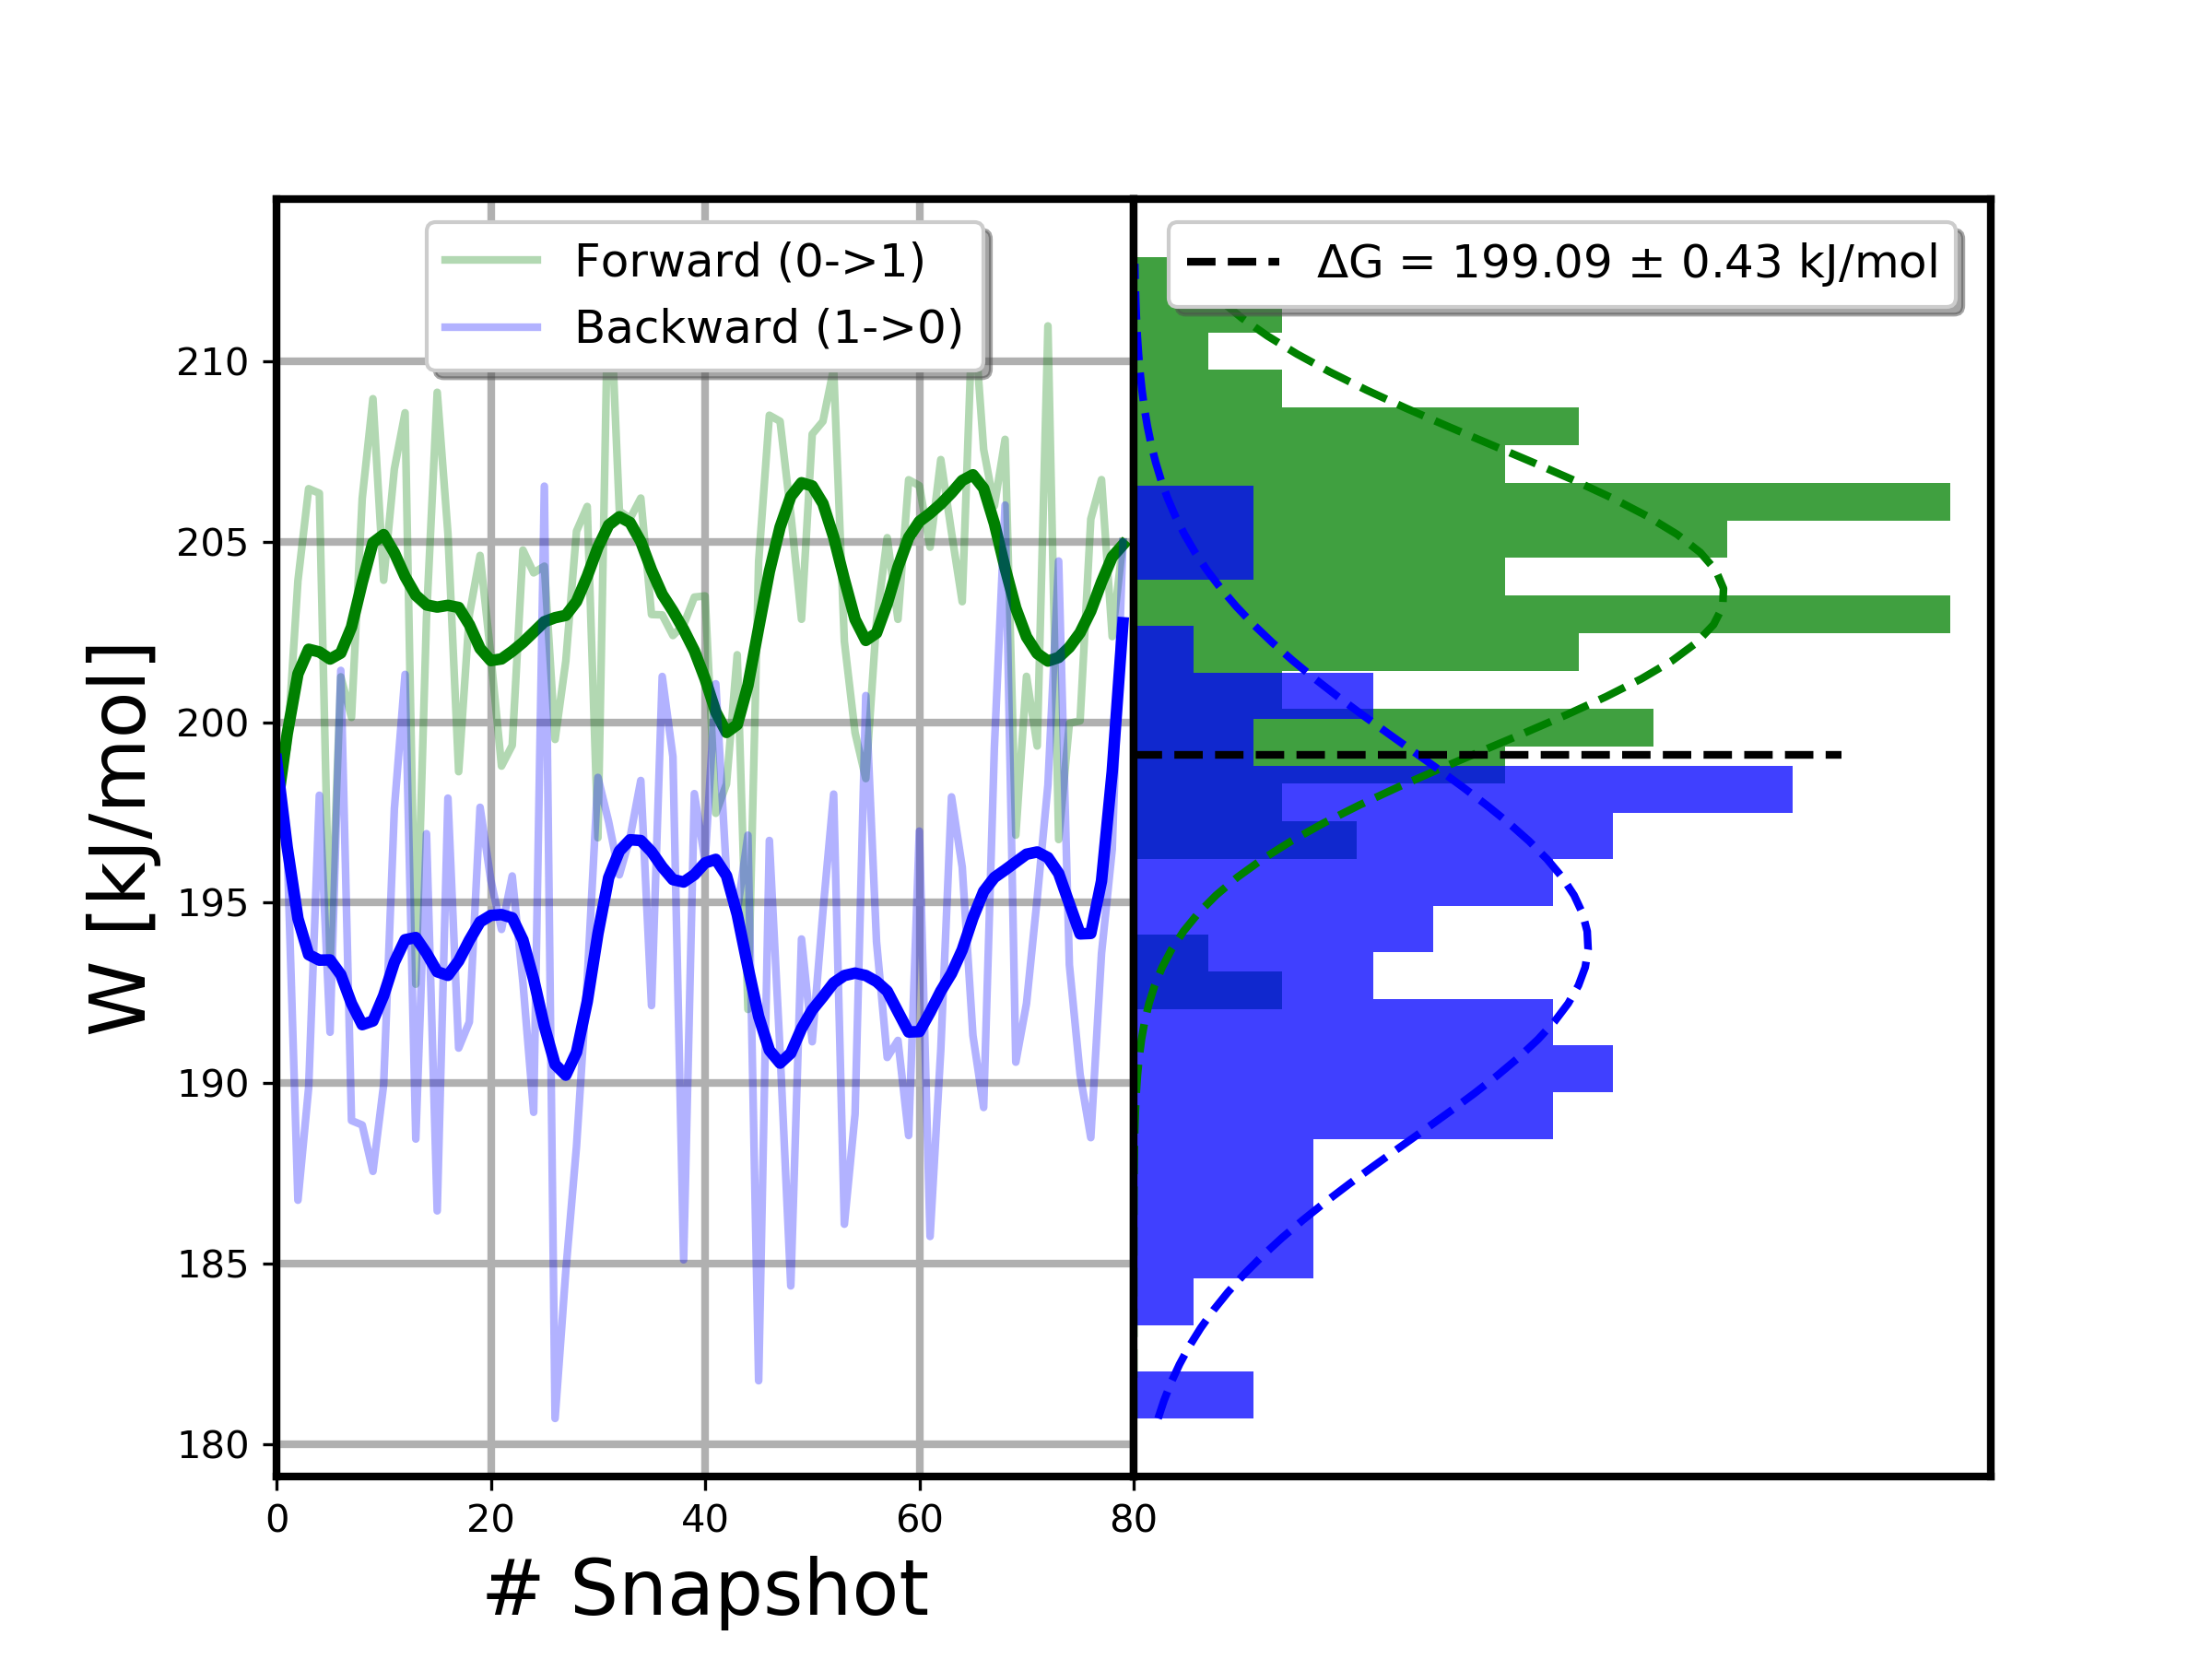 Forward (0->1)
Backward (1->0)
ΔG = 199.09 ± 0.43 kJ/mol
W [kJ/mol]
210
205
200
195
190
185
180
0 20 40 60 80
# Snapshot